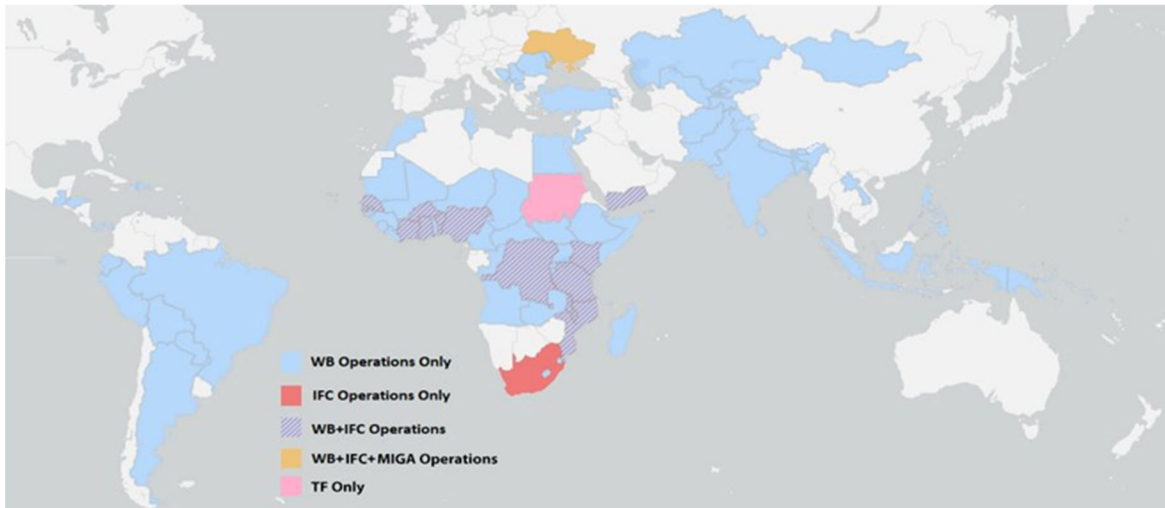 WB Operations Only
IFC Operations Only
WB+IFC Operations
WB+IFC+MIGA Operations
TF Only